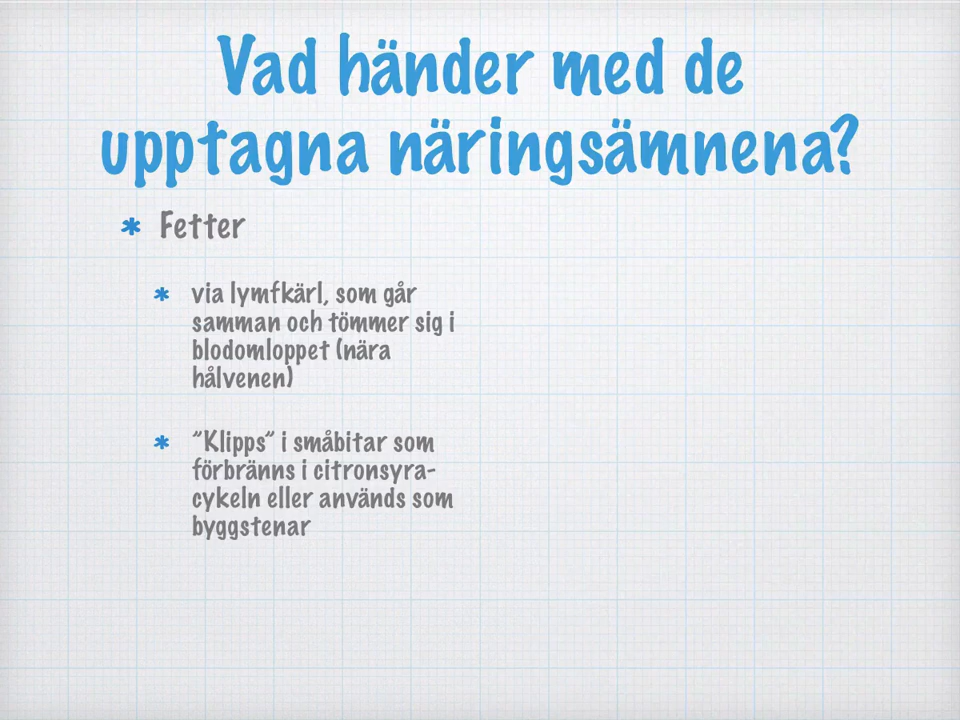 Vad händer med de
upptagna näringsämnena?
✱ Fetter
✱ via lymfkärl, som går
samman och tömmer sig i
blodomloppet (nära
hålvenen)
✱ ”Klipps” i småbitar som
förbränns i citronsyra-
cykeln eller används som
byggstenar